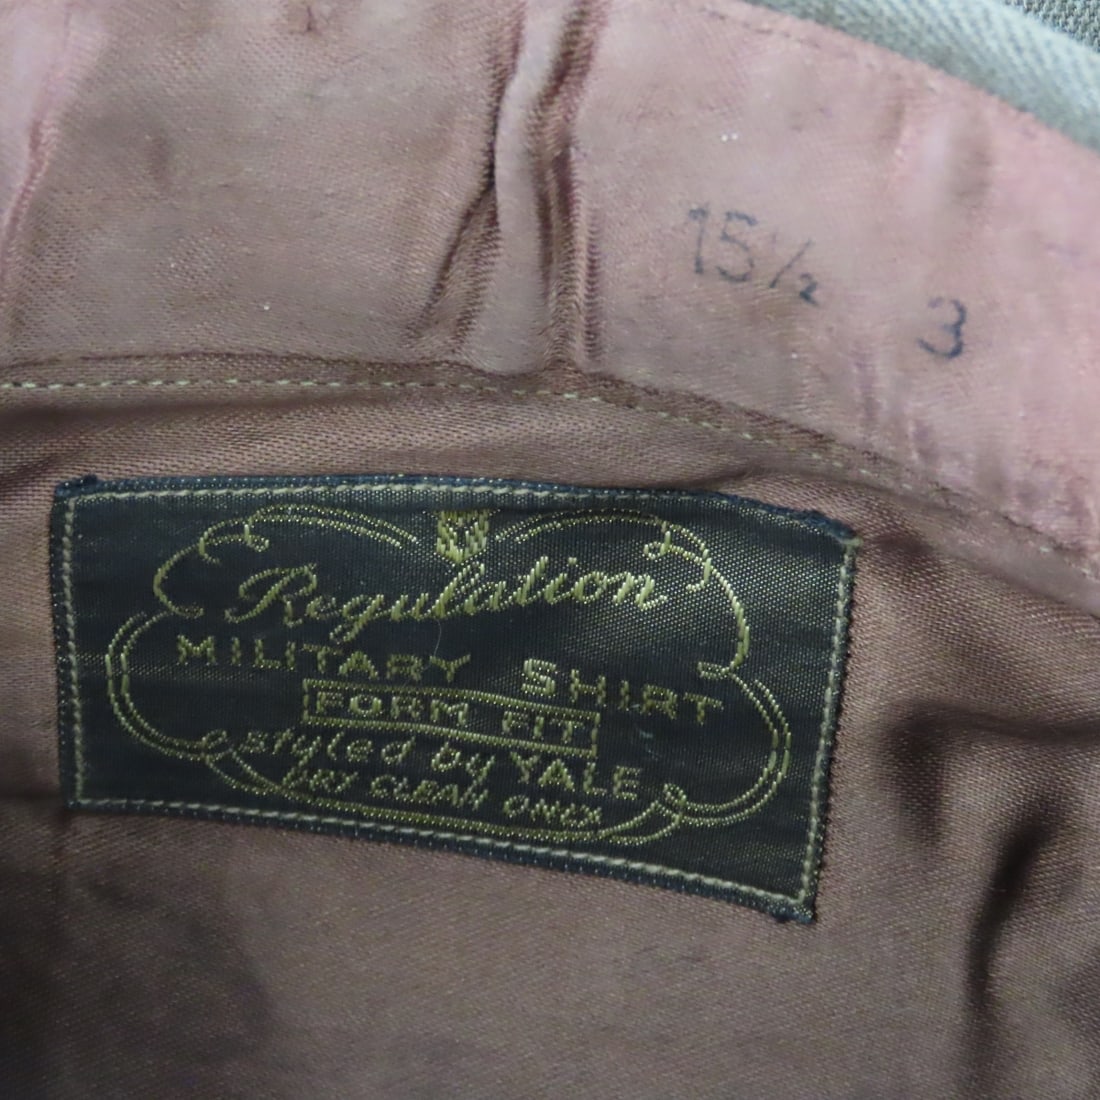 15½ 3
Regulation
MILITARY SHIRT
FORM FIT
styled by YALE
DRY CLEAN ONLY